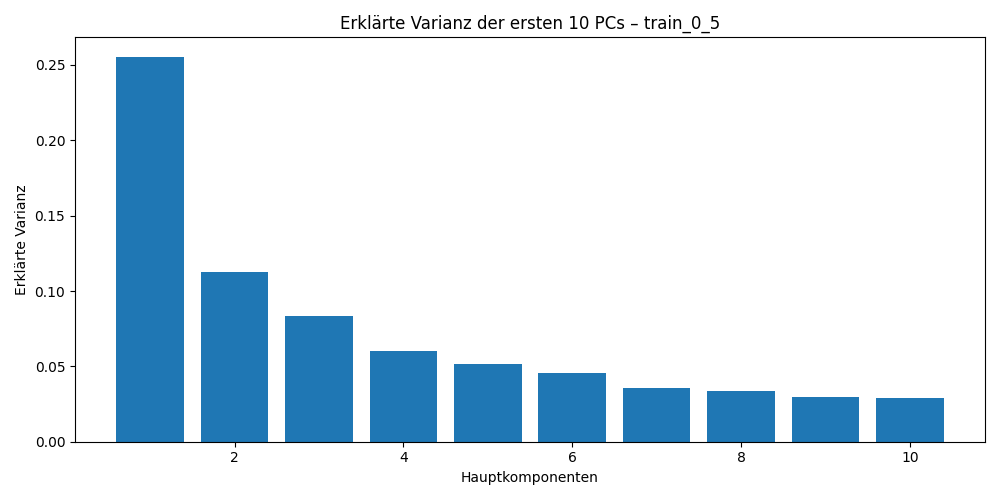 Erklärte Varianz der ersten 10 PCs – train_0_5
Erklärte Varianz
0.25
0.20
0.15
0.10
0.05
0.00
2 4 6 8 10
Hauptkomponenten